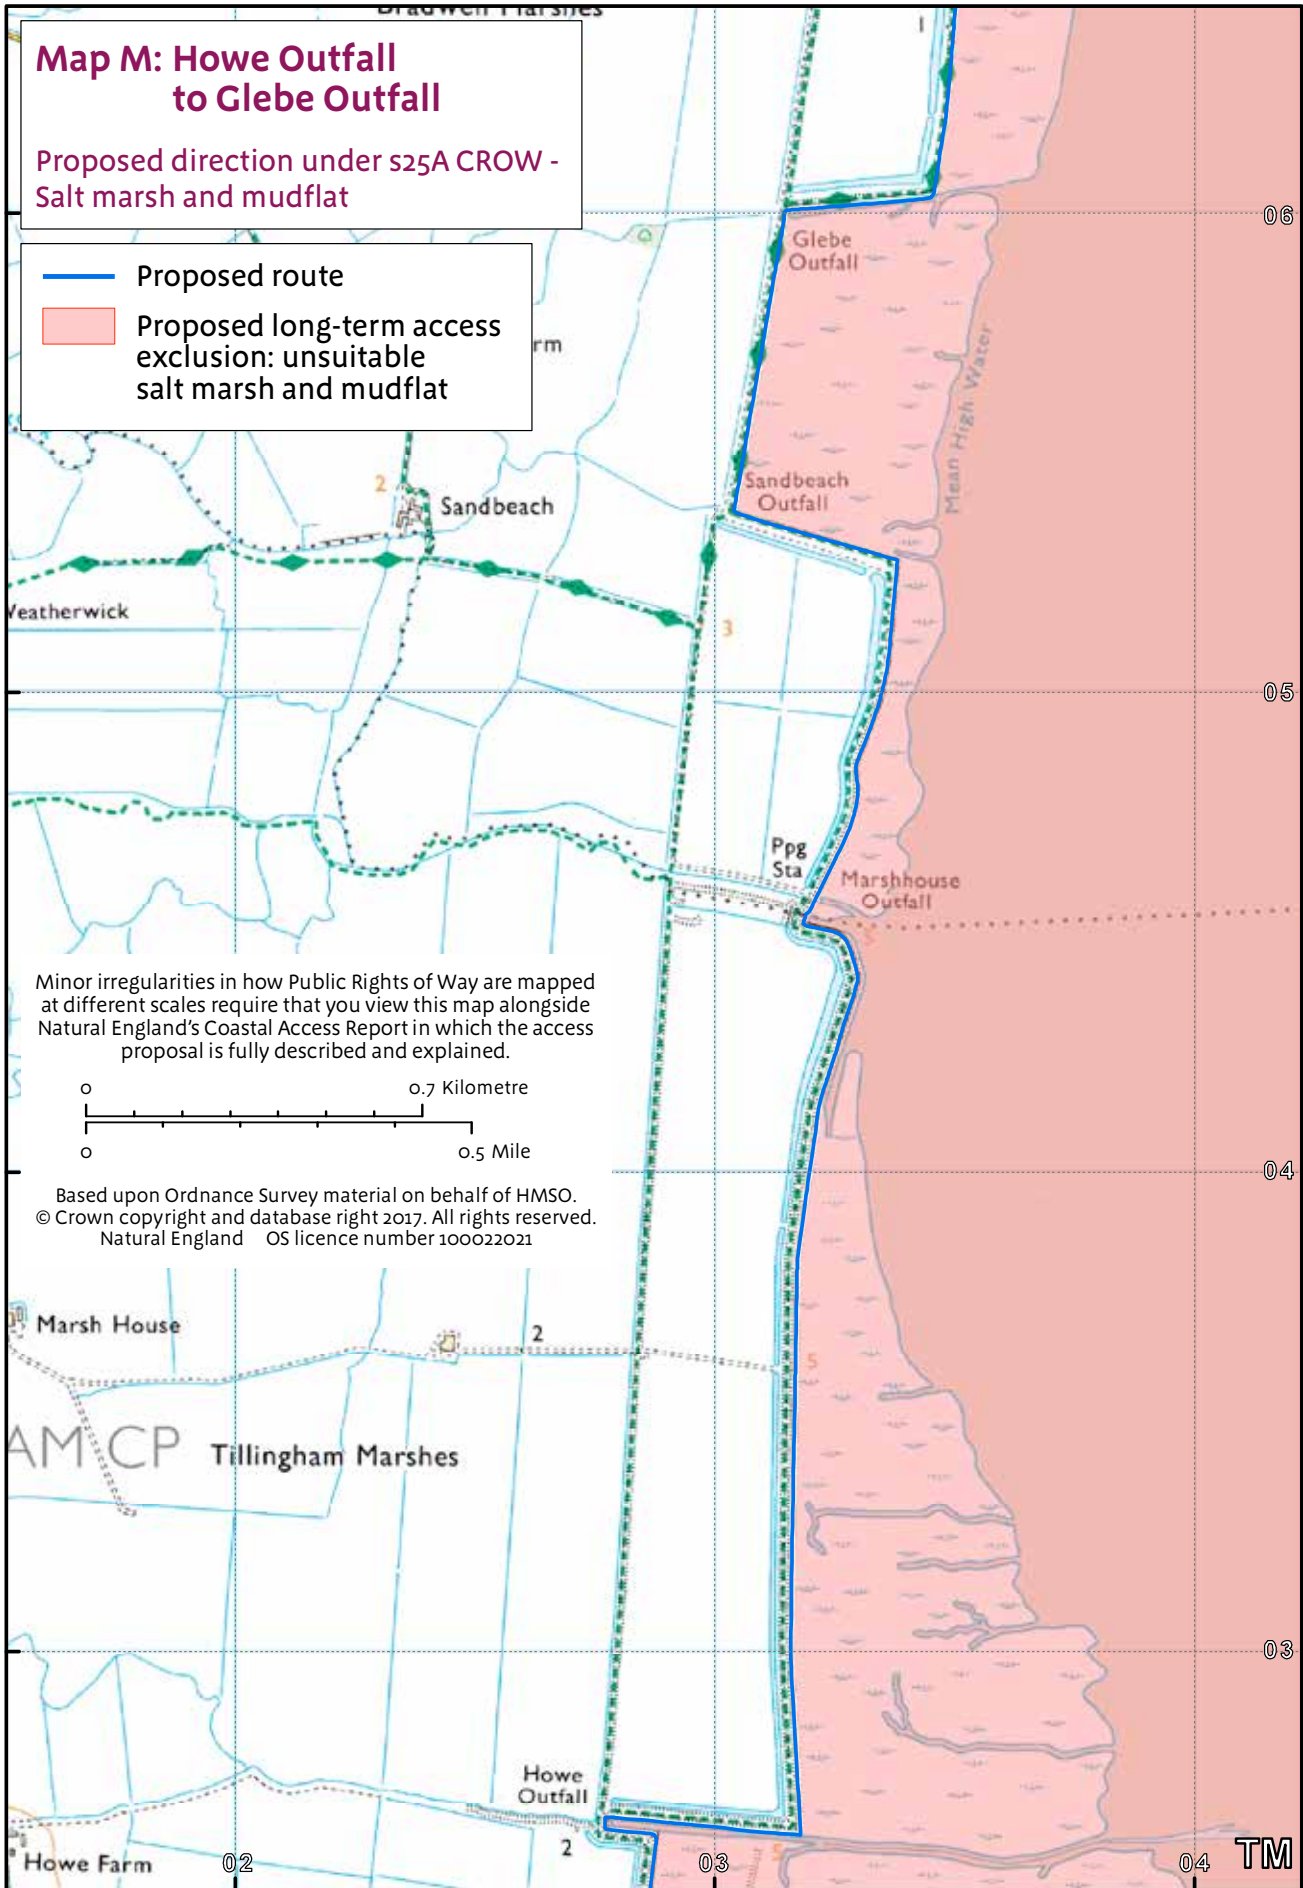 Bradwell Marshes
Map M: Howe Outfall
to Glebe Outfall
Proposed direction under s25A CROW -
Salt marsh and mudflat
Proposed route
Proposed long-term access
exclusion: unsuitable
salt marsh and mudflat
1
06
Glebe
Outfall
rm
Mean High Water
2
Sandbeach
Sandbeach
Outfall
Weatherwick
3
05
Ppg
Sta
Marshhouse
Outfall
5
Minor irregularities in how Public Rights of Way are mapped
at different scales require that you view this map alongside
Natural England's Coastal Access Report in which the access
proposal is fully described and explained.
0 0.7 Kilometre
0 0.5 Mile
04
Based upon Ordnance Survey material on behalf of HMSO.
© Crown copyright and database right 2017. All rights reserved.
Natural England OS licence number 100022021
Marsh House
2
5
AM CP
Tillingham Marshes
03
Howe
Outfall
2
5
Howe Farm
02
03
04
TM